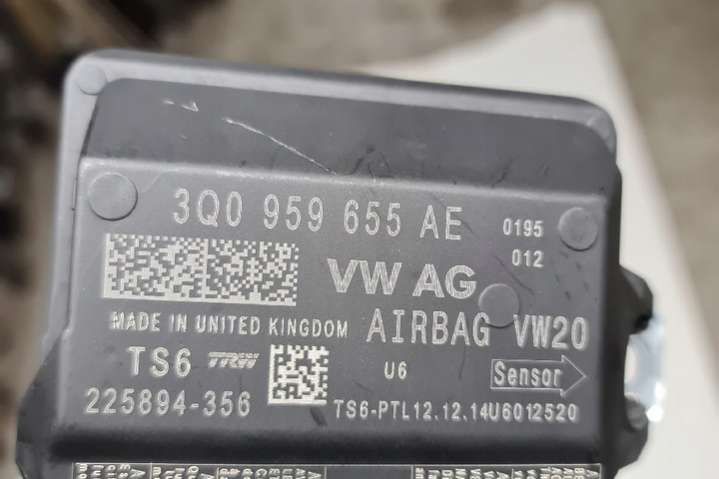 3Q0 959 655 AE 0195
012
VW AG
MADE IN UNITED KINGDOM AIRBAG VW20
TS6 TRW U6 Sensor
225894-356 TS6-PTL12.12.14U6012520